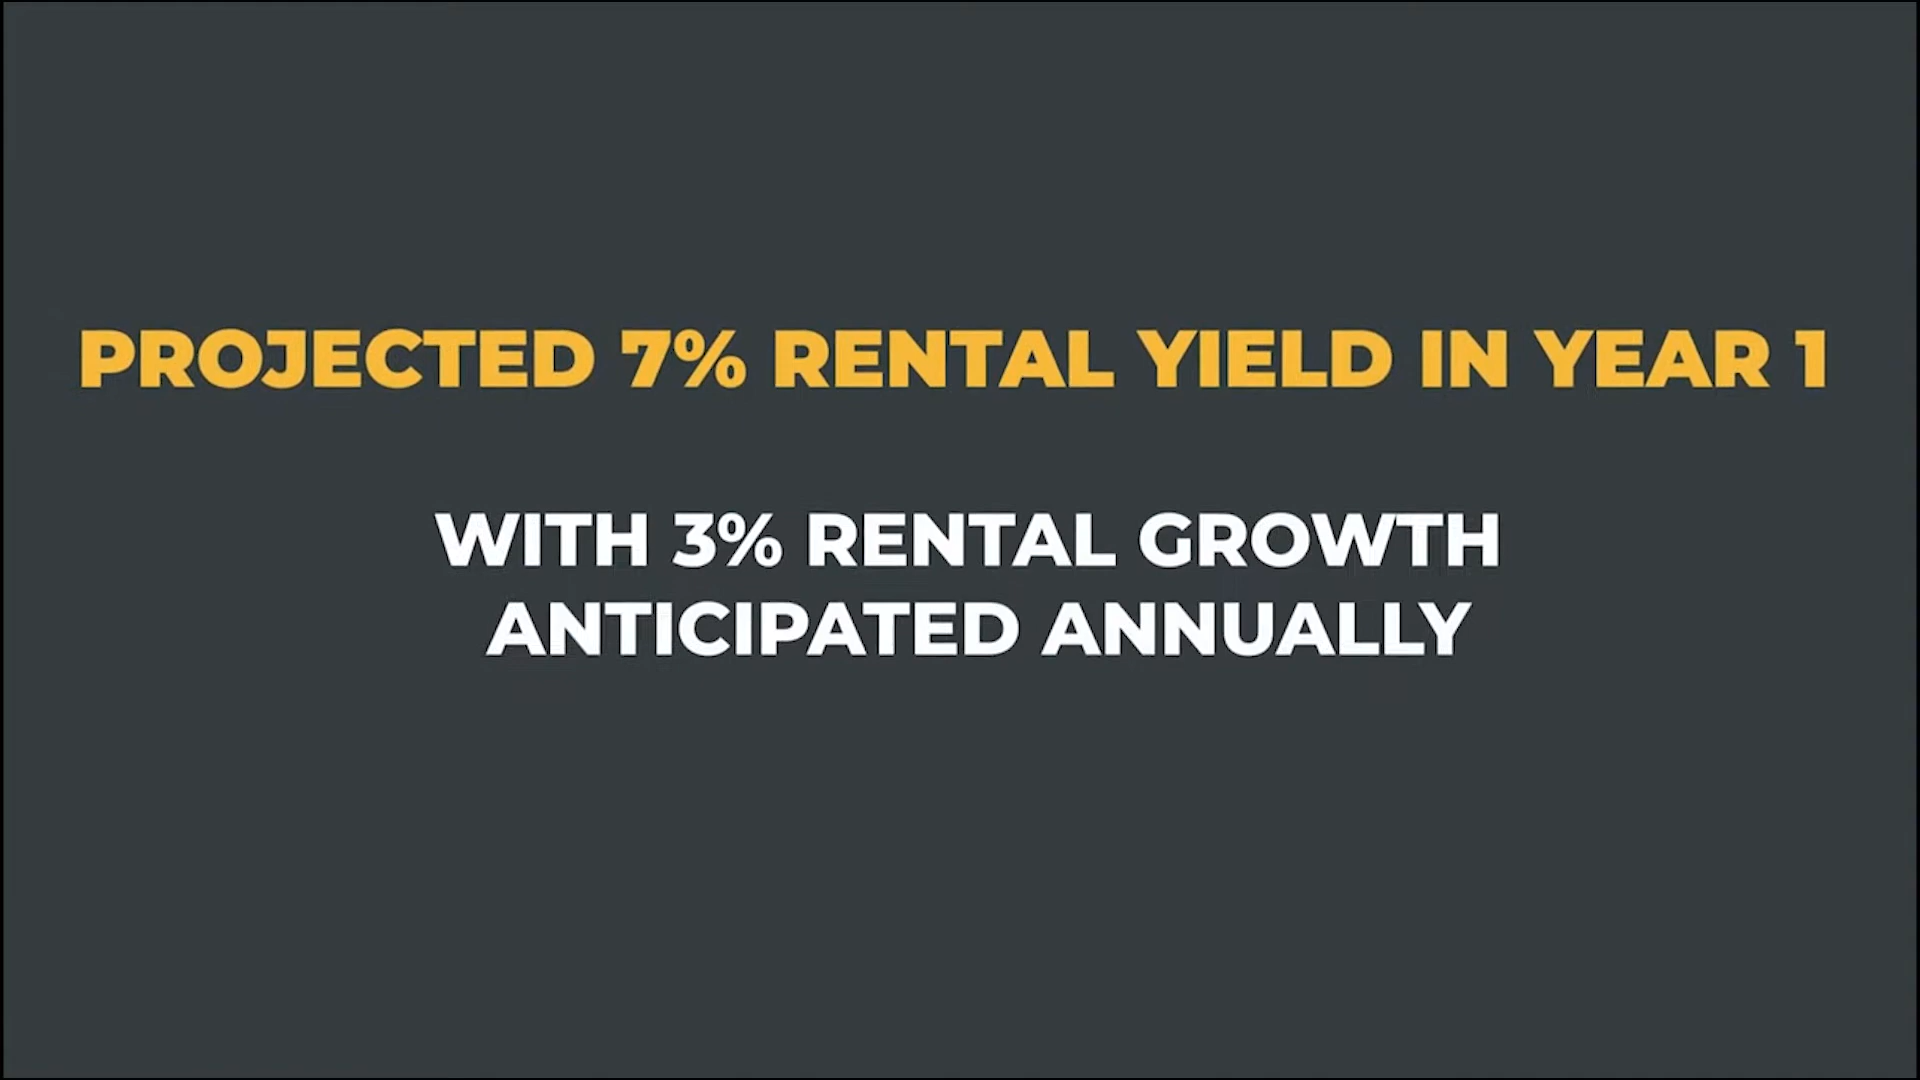 PROJECTED 7% RENTAL YIELD IN YEAR 1
WITH 3% RENTAL GROWTH
ANTICIPATED ANNUALLY